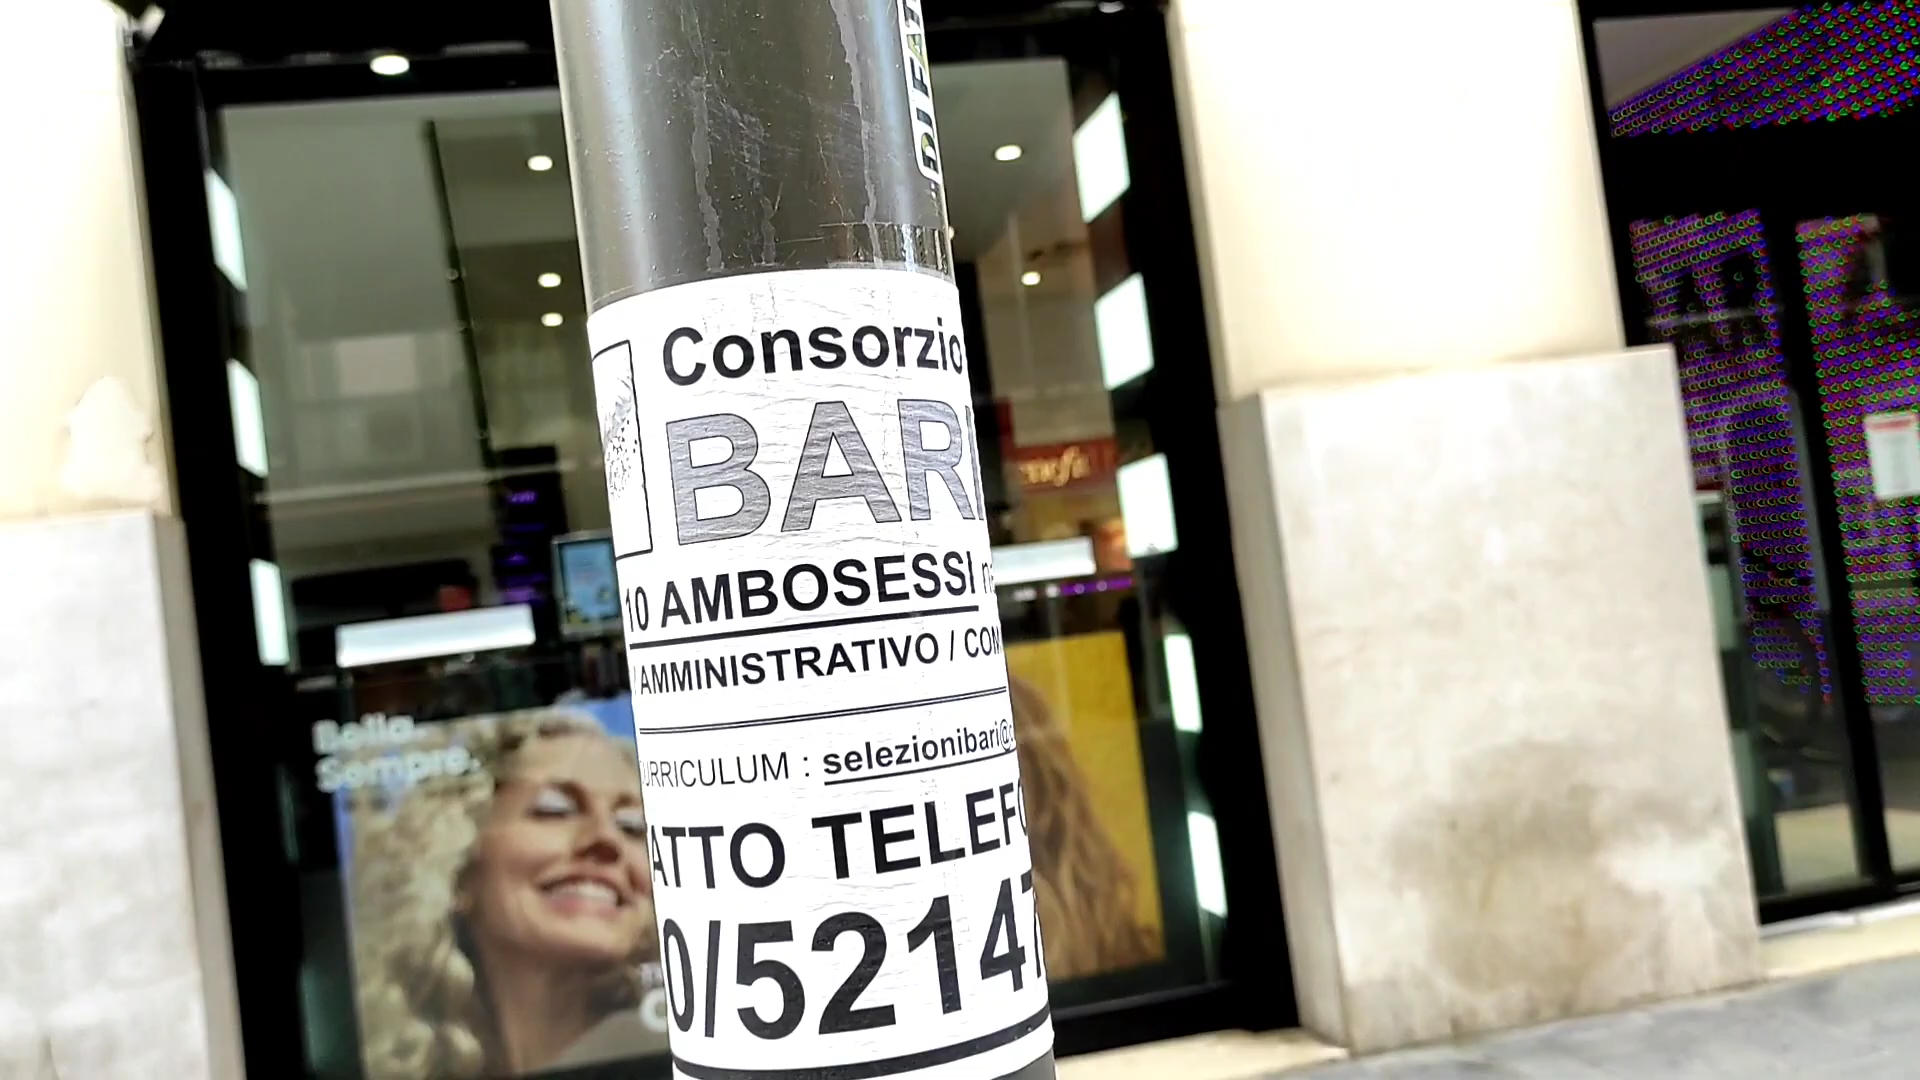 Consorzio
BARI
10 AMBOSESSI
AMMINISTRATIVO / COM
URRICULUM : selezionibari@
ATTO TELEFO
0/52147
Bella.
Sempre.